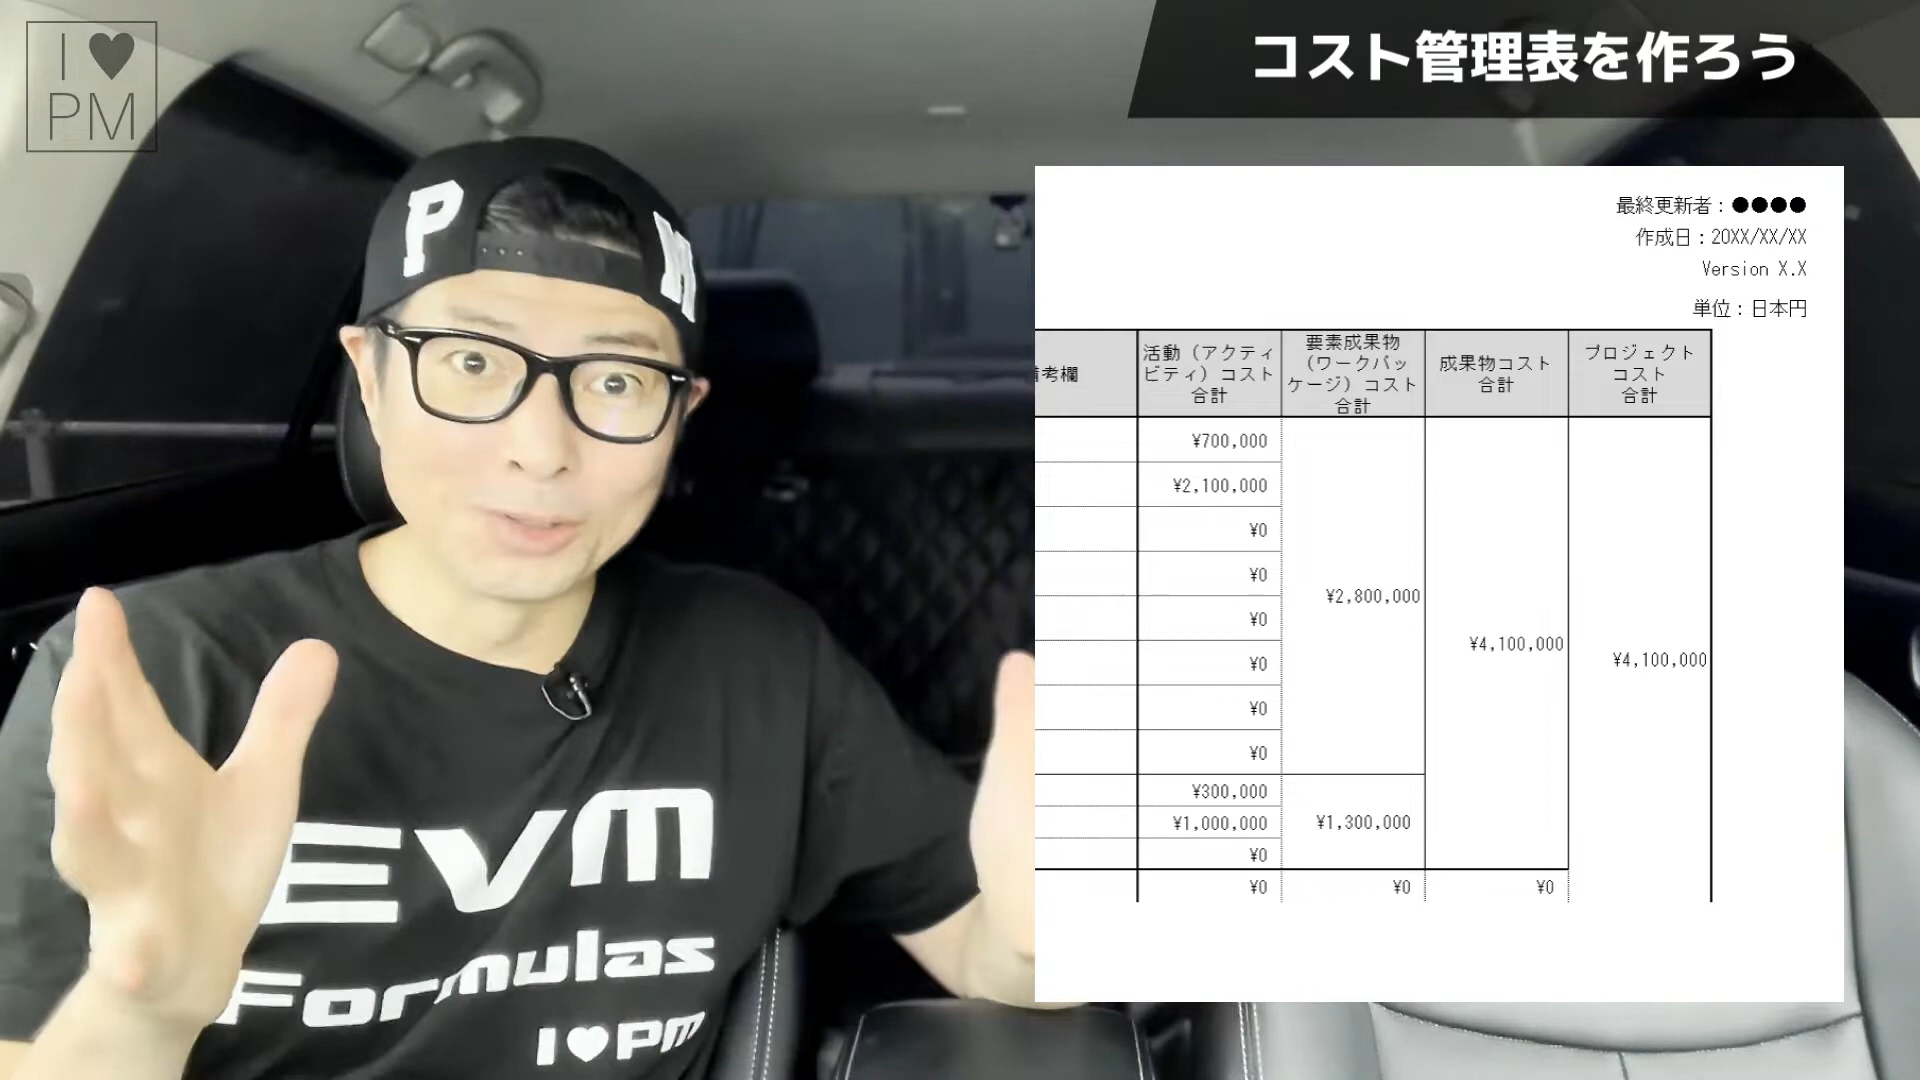 I ♥
PM
コスト管理表を作ろう
P M
EVM
Formulas
I♥PM
最終更新者：●●●●
作成日：20XX/XX/XX
Version X.X
単位：日本円
考欄
活動（アクティ
ビティ）コスト
合計
要素成果物
（ワークパッ
ケージ）コスト
合計
成果物コスト
合計
プロジェクト
コスト
合計
¥700,000
¥2,100,000
¥0
¥0
¥0
¥0
¥0
¥0
¥2,800,000
¥4,100,000
¥4,100,000
¥300,000
¥1,000,000
¥1,300,000
¥0
¥0 ¥0 ¥0